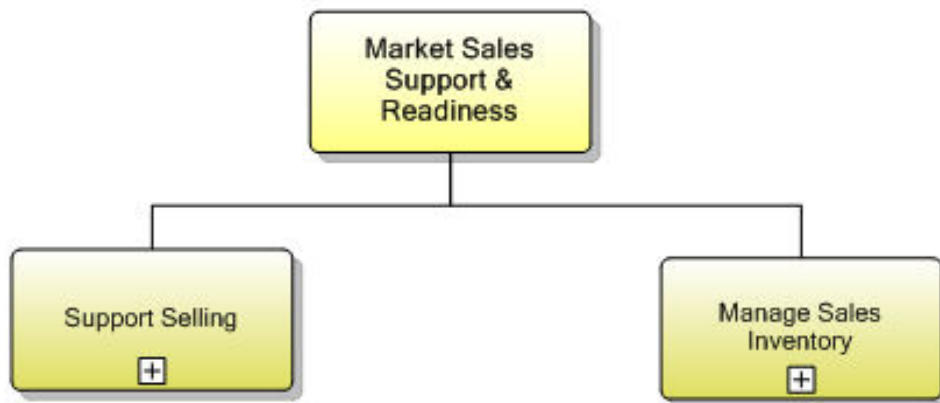 Market Sales
Support &
Readiness
Support Selling
Manage Sales
Inventory